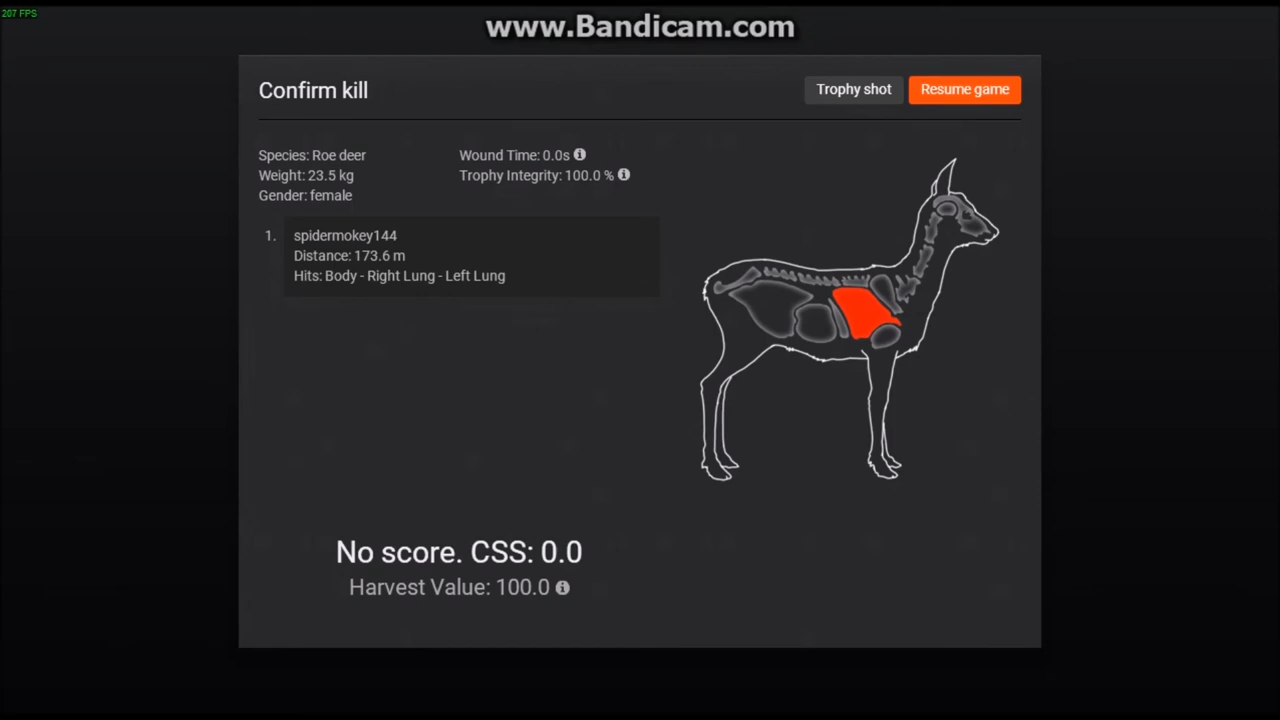 207 FPS
www.Bandicam.com
Confirm kill
Trophy shot
Resume game
Species: Roe deer
Weight: 23.5 kg
Gender: female
Wound Time: 0.0s
Trophy Integrity: 100.0 %
1.
spidermokey144
Distance: 173.6 m
Hits: Body - Right Lung - Left Lung
No score. CSS: 0.0
Harvest Value: 100.0